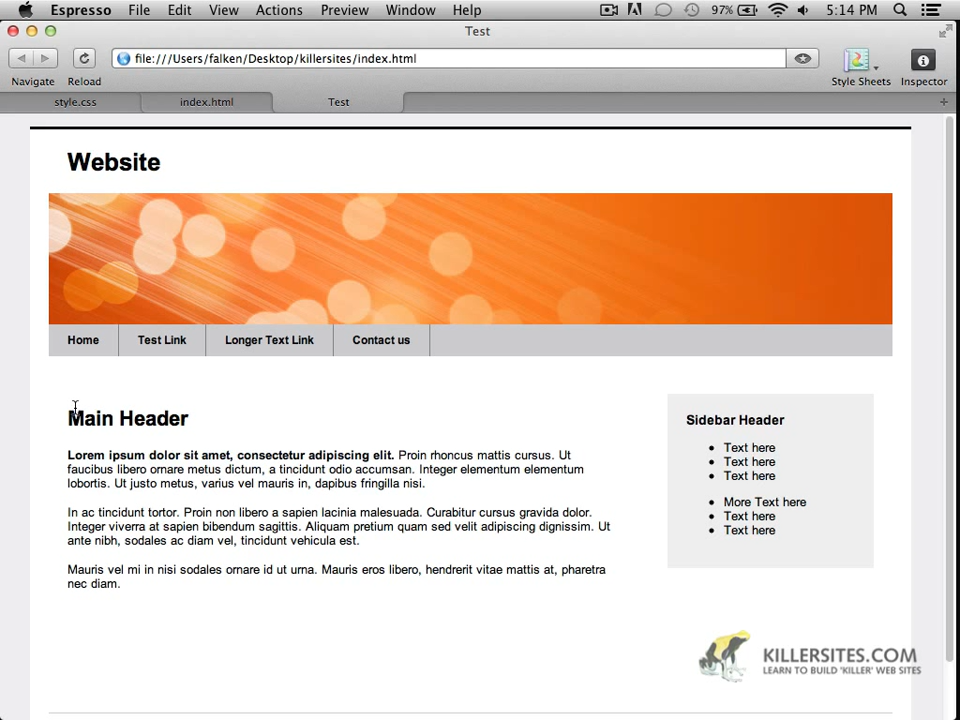 Espresso File Edit View Actions Preview Window Help 97% 5:14 PM
Test
file:///Users/falken/Desktop/killersites/index.html
Navigate Reload Style Sheets Inspector
style.css index.html Test
Website
Home Test Link Longer Text Link Contact us
Main Header
Lorem ipsum dolor sit amet, consectetur adipiscing elit. Proin rhoncus mattis cursus. Ut
faucibus libero ornare metus dictum, a tincidunt odio accumsan. Integer elementum elementum
lobortis. Ut justo metus, varius vel mauris in, dapibus fringilla nisi.
In ac tincidunt tortor. Proin non libero a sapien lacinia malesuada. Curabitur cursus gravida dolor.
Integer viverra at sapien bibendum sagittis. Aliquam pretium quam sed velit adipiscing dignissim. Ut
ante nibh, sodales ac diam vel, tincidunt vehicula est.
Mauris vel mi in nisi sodales ornare id ut urna. Mauris eros libero, hendrerit vitae mattis at, pharetra
nec diam.
Sidebar Header
Text here
Text here
Text here
More Text here
Text here
Text here
KILLERSITES.COM
LEARN TO BUILD 'KILLER' WEB SITES